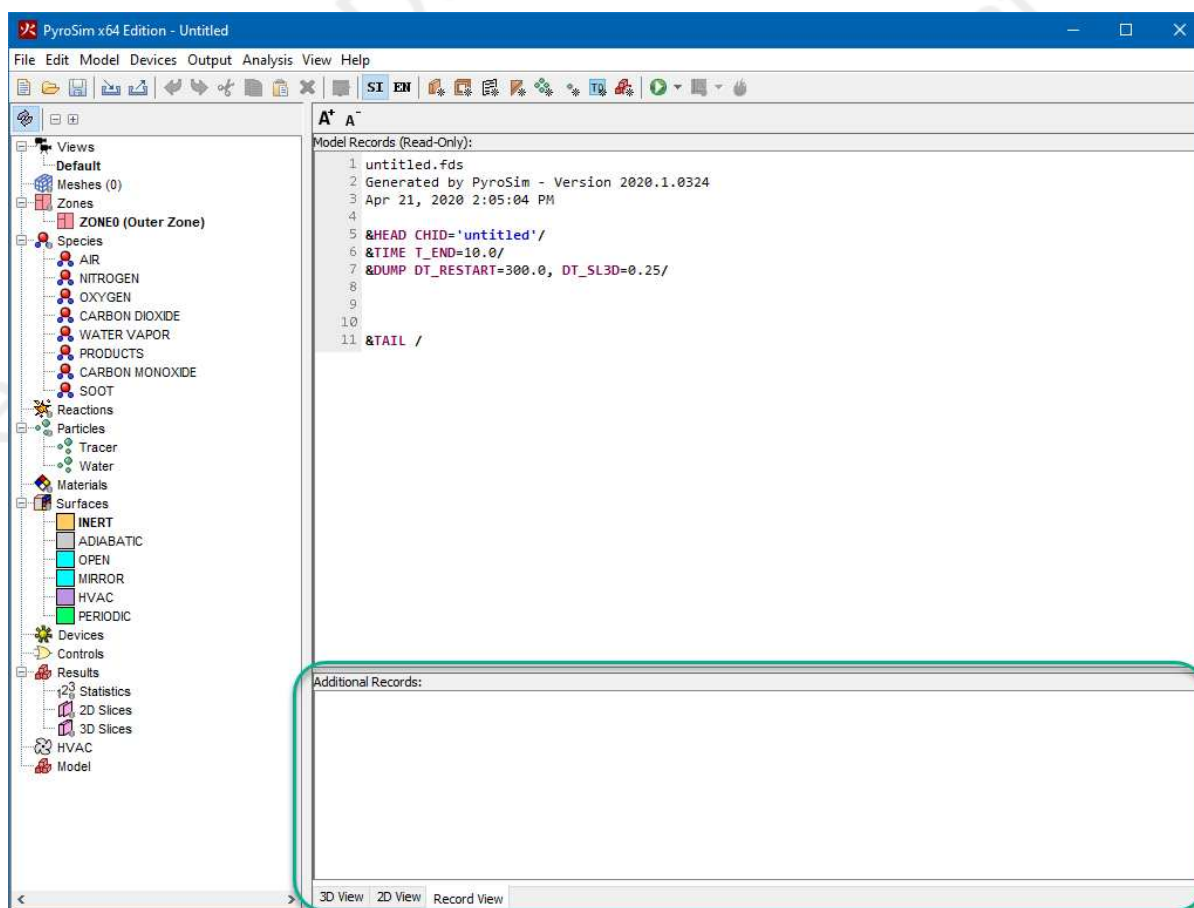 PyroSim x64 Edition - Untitled
File Edit Model Devices Output Analysis View Help
SI EN
A+ A-
Views
Default
Meshes (0)
Zones
ZONE0 (Outer Zone)
Species
AIR
NITROGEN
OXYGEN
CARBON DIOXIDE
WATER VAPOR
PRODUCTS
CARBON MONOXIDE
SOOT
Reactions
Particles
Tracer
Water
Materials
Surfaces
INERT
ADIABATIC
OPEN
MIRROR
HVAC
PERIODIC
Devices
Controls
Results
123 Statistics
2D Slices
3D Slices
HVAC
Model
Model Records (Read-Only):
1 untitled.fds
2 Generated by PyroSim - Version 2020.1.0324
3 Apr 21, 2020 2:05:04 PM
4
5 &HEAD CHID='untitled'/
6 &TIME T_END=10.0/
7 &DUMP DT_RESTART=300.0, DT_SL3D=0.25/
8
9
10
11 &TAIL /
Additional Records:
3D View 2D View Record View